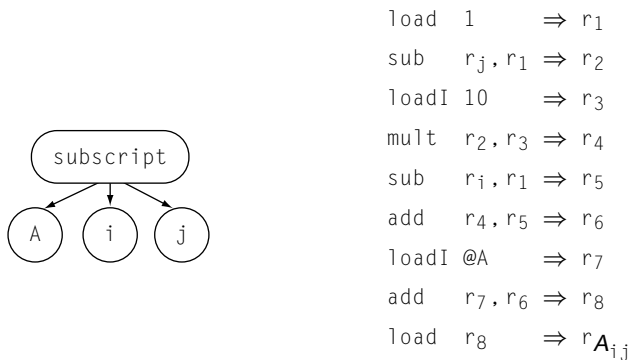 subscript
A i j
load 1 ⇒ r1
sub rj,r1 ⇒ r2
loadI 10 ⇒ r3
mult r2,r3 ⇒ r4
sub ri,r1 ⇒ r5
add r4,r5 ⇒ r6
loadI @A ⇒ r7
add r7,r6 ⇒ r8
load r8 ⇒ rAij